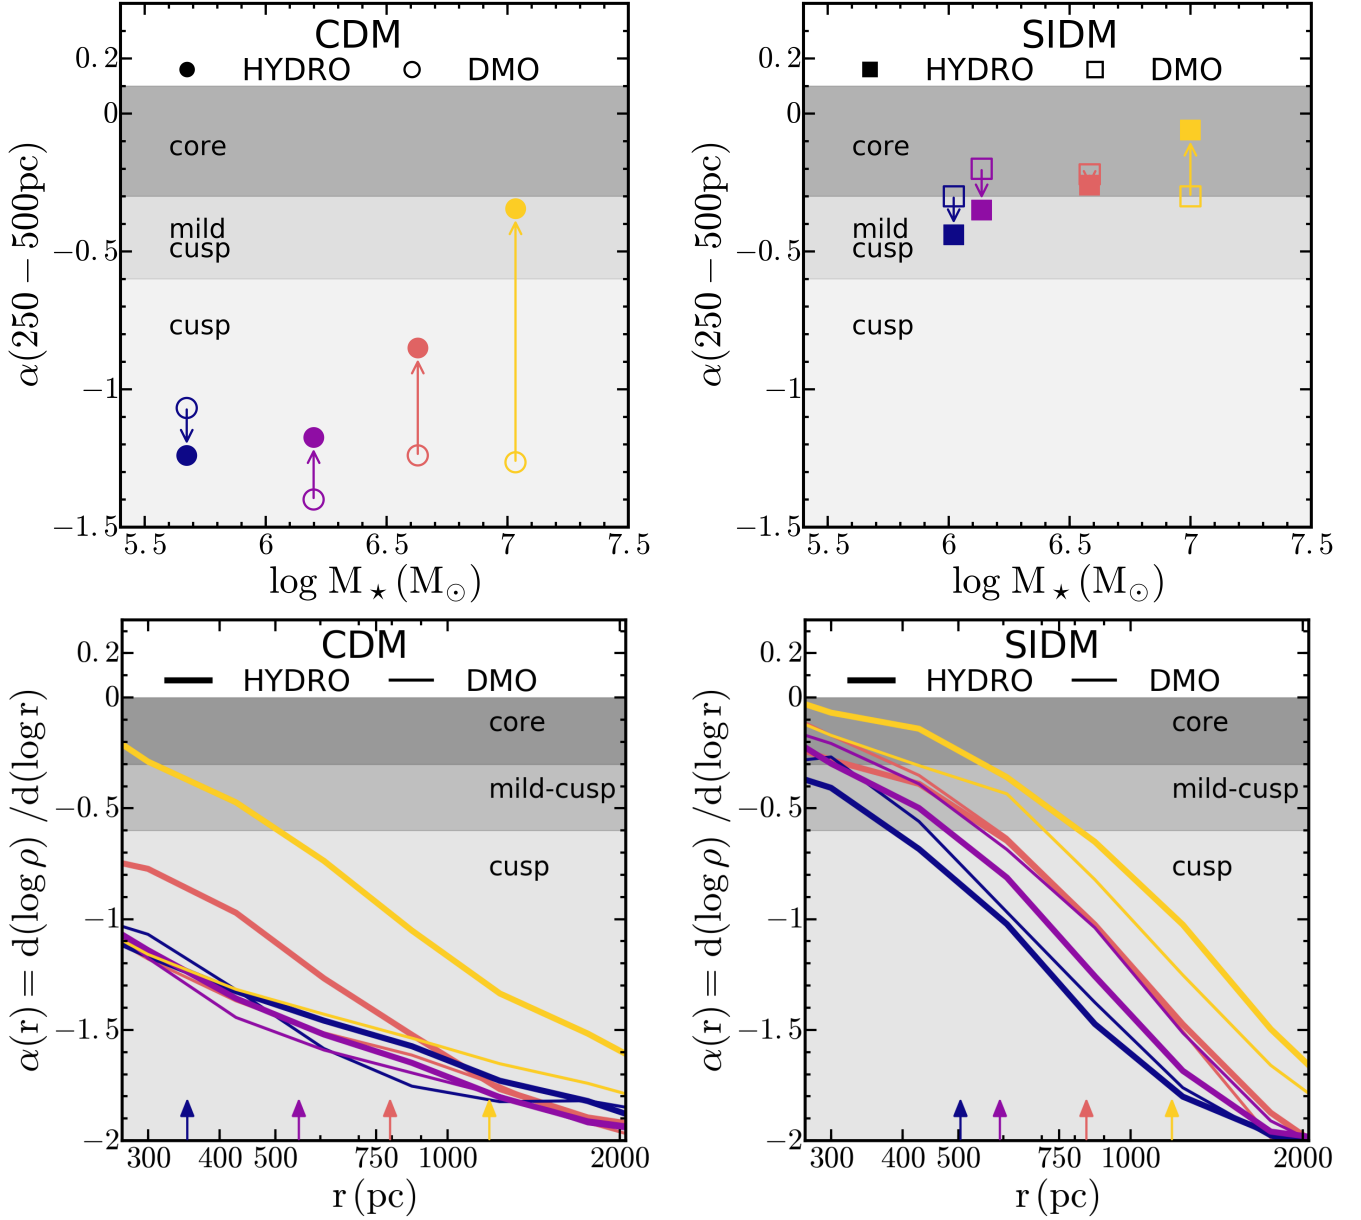 CDM
HYDRO DMO
0.2
0
−0.5
−1
−1.5
core
mild
cusp
cusp
α(250−500pc)
5.5 6 6.5 7 7.5
log M⋆(M⊙)
SIDM
HYDRO DMO
0.2
0
−0.5
−1
−1.5
core
mild
cusp
cusp
α(250−500pc)
5.5 6 6.5 7 7.5
log M⋆(M⊙)
CDM
HYDRO DMO
0.2
0
−0.5
−1
−1.5
−2
core
mild-cusp
cusp
α(r) = d(log ρ) /d(log r)
300 400 500 750 1000 2000
r (pc)
SIDM
HYDRO DMO
0.2
0
−0.5
−1
−1.5
−2
core
mild-cusp
cusp
α(r) = d(log ρ) /d(log r)
300 400 500 750 1000 2000
r (pc)